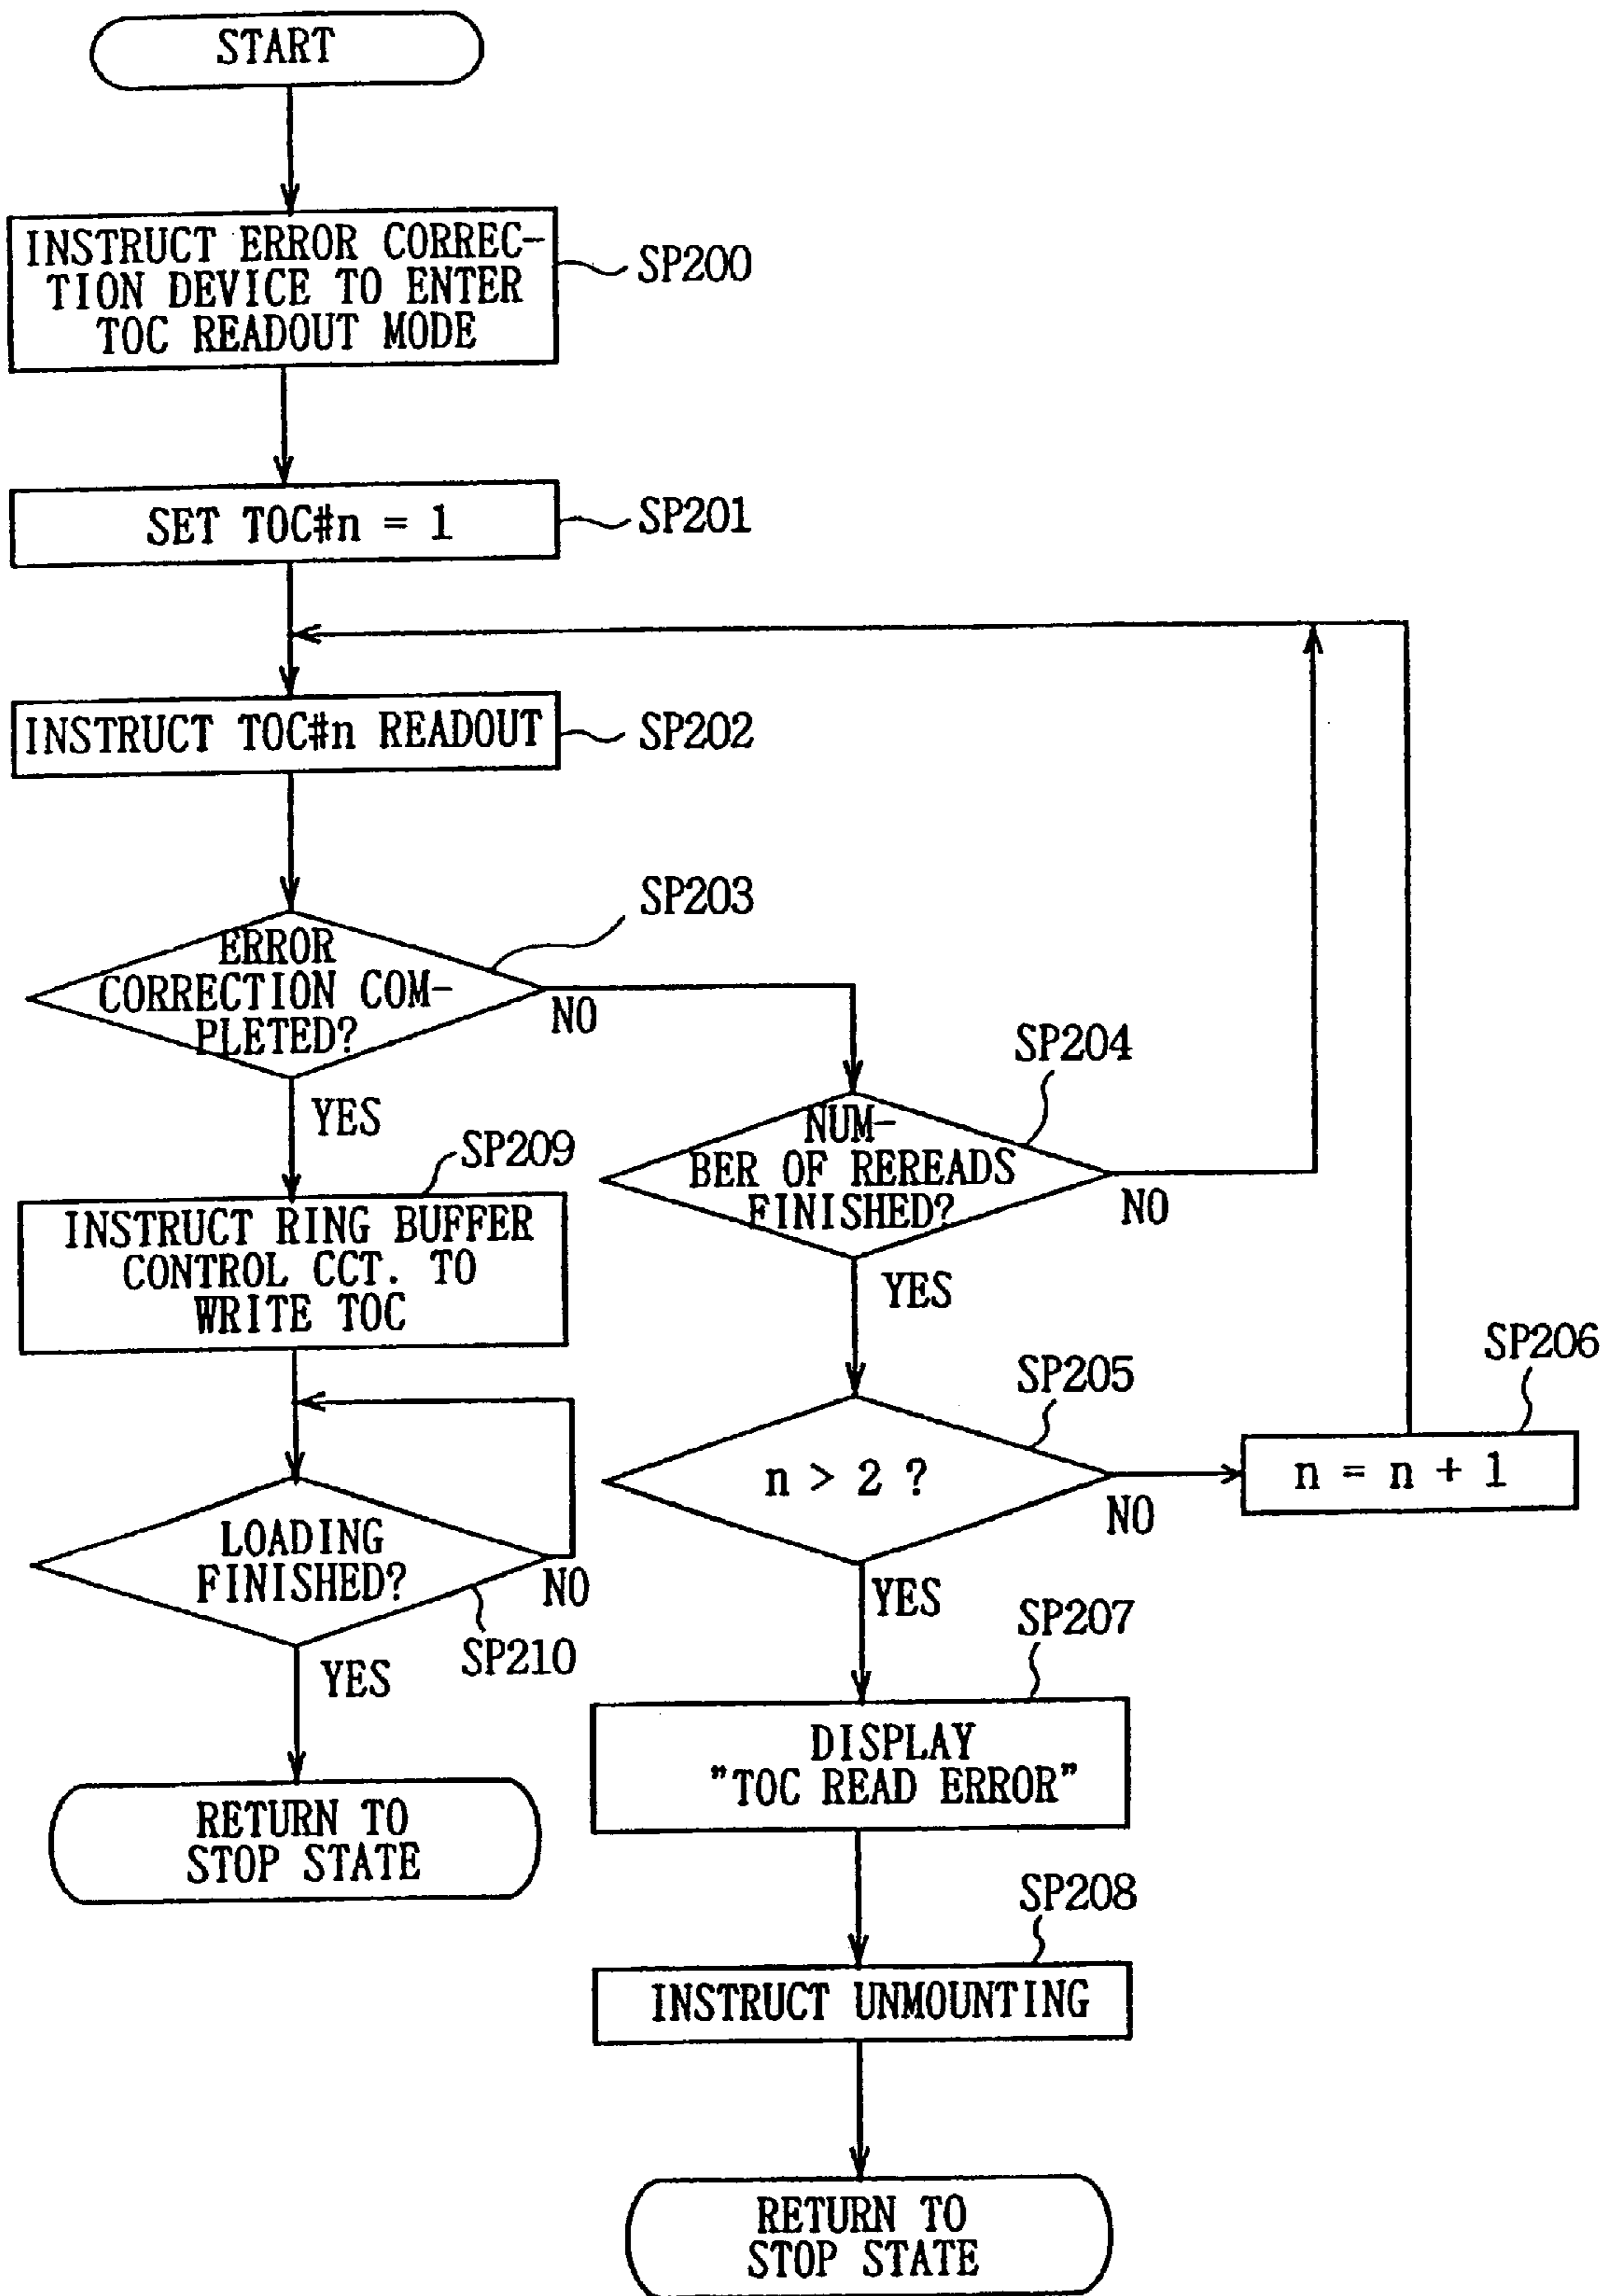 START
INSTRUCT ERROR CORREC-
TION DEVICE TO ENTER
TOC READOUT MODE
SP200
SET TOC#n = 1
SP201
INSTRUCT TOC#n READOUT
SP202
ERROR
CORRECTION COM-
PLETED?
SP203
NO
YES
NUM-
BER OF REREADS
FINISHED?
SP204
NO
YES
SP209
INSTRUCT RING BUFFER
CONTROL CCT. TO
WRITE TOC
n > 2 ?
SP205
NO
YES
SP206
n = n + 1
LOADING
FINISHED?
NO
SP210
YES
SP207
DISPLAY
"TOC READ ERROR"
RETURN TO
STOP STATE
SP208
INSTRUCT UNMOUNTING
RETURN TO
STOP STATE